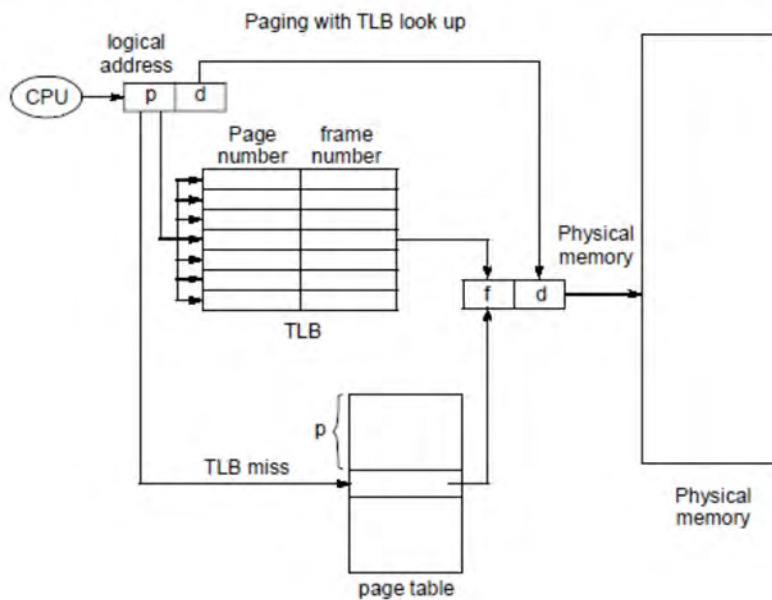 Paging with TLB look up
logical
address
CPU
p
d
Page
number
frame
number
TLB
Physical
memory
f
d
p
TLB miss
page table
Physical
memory